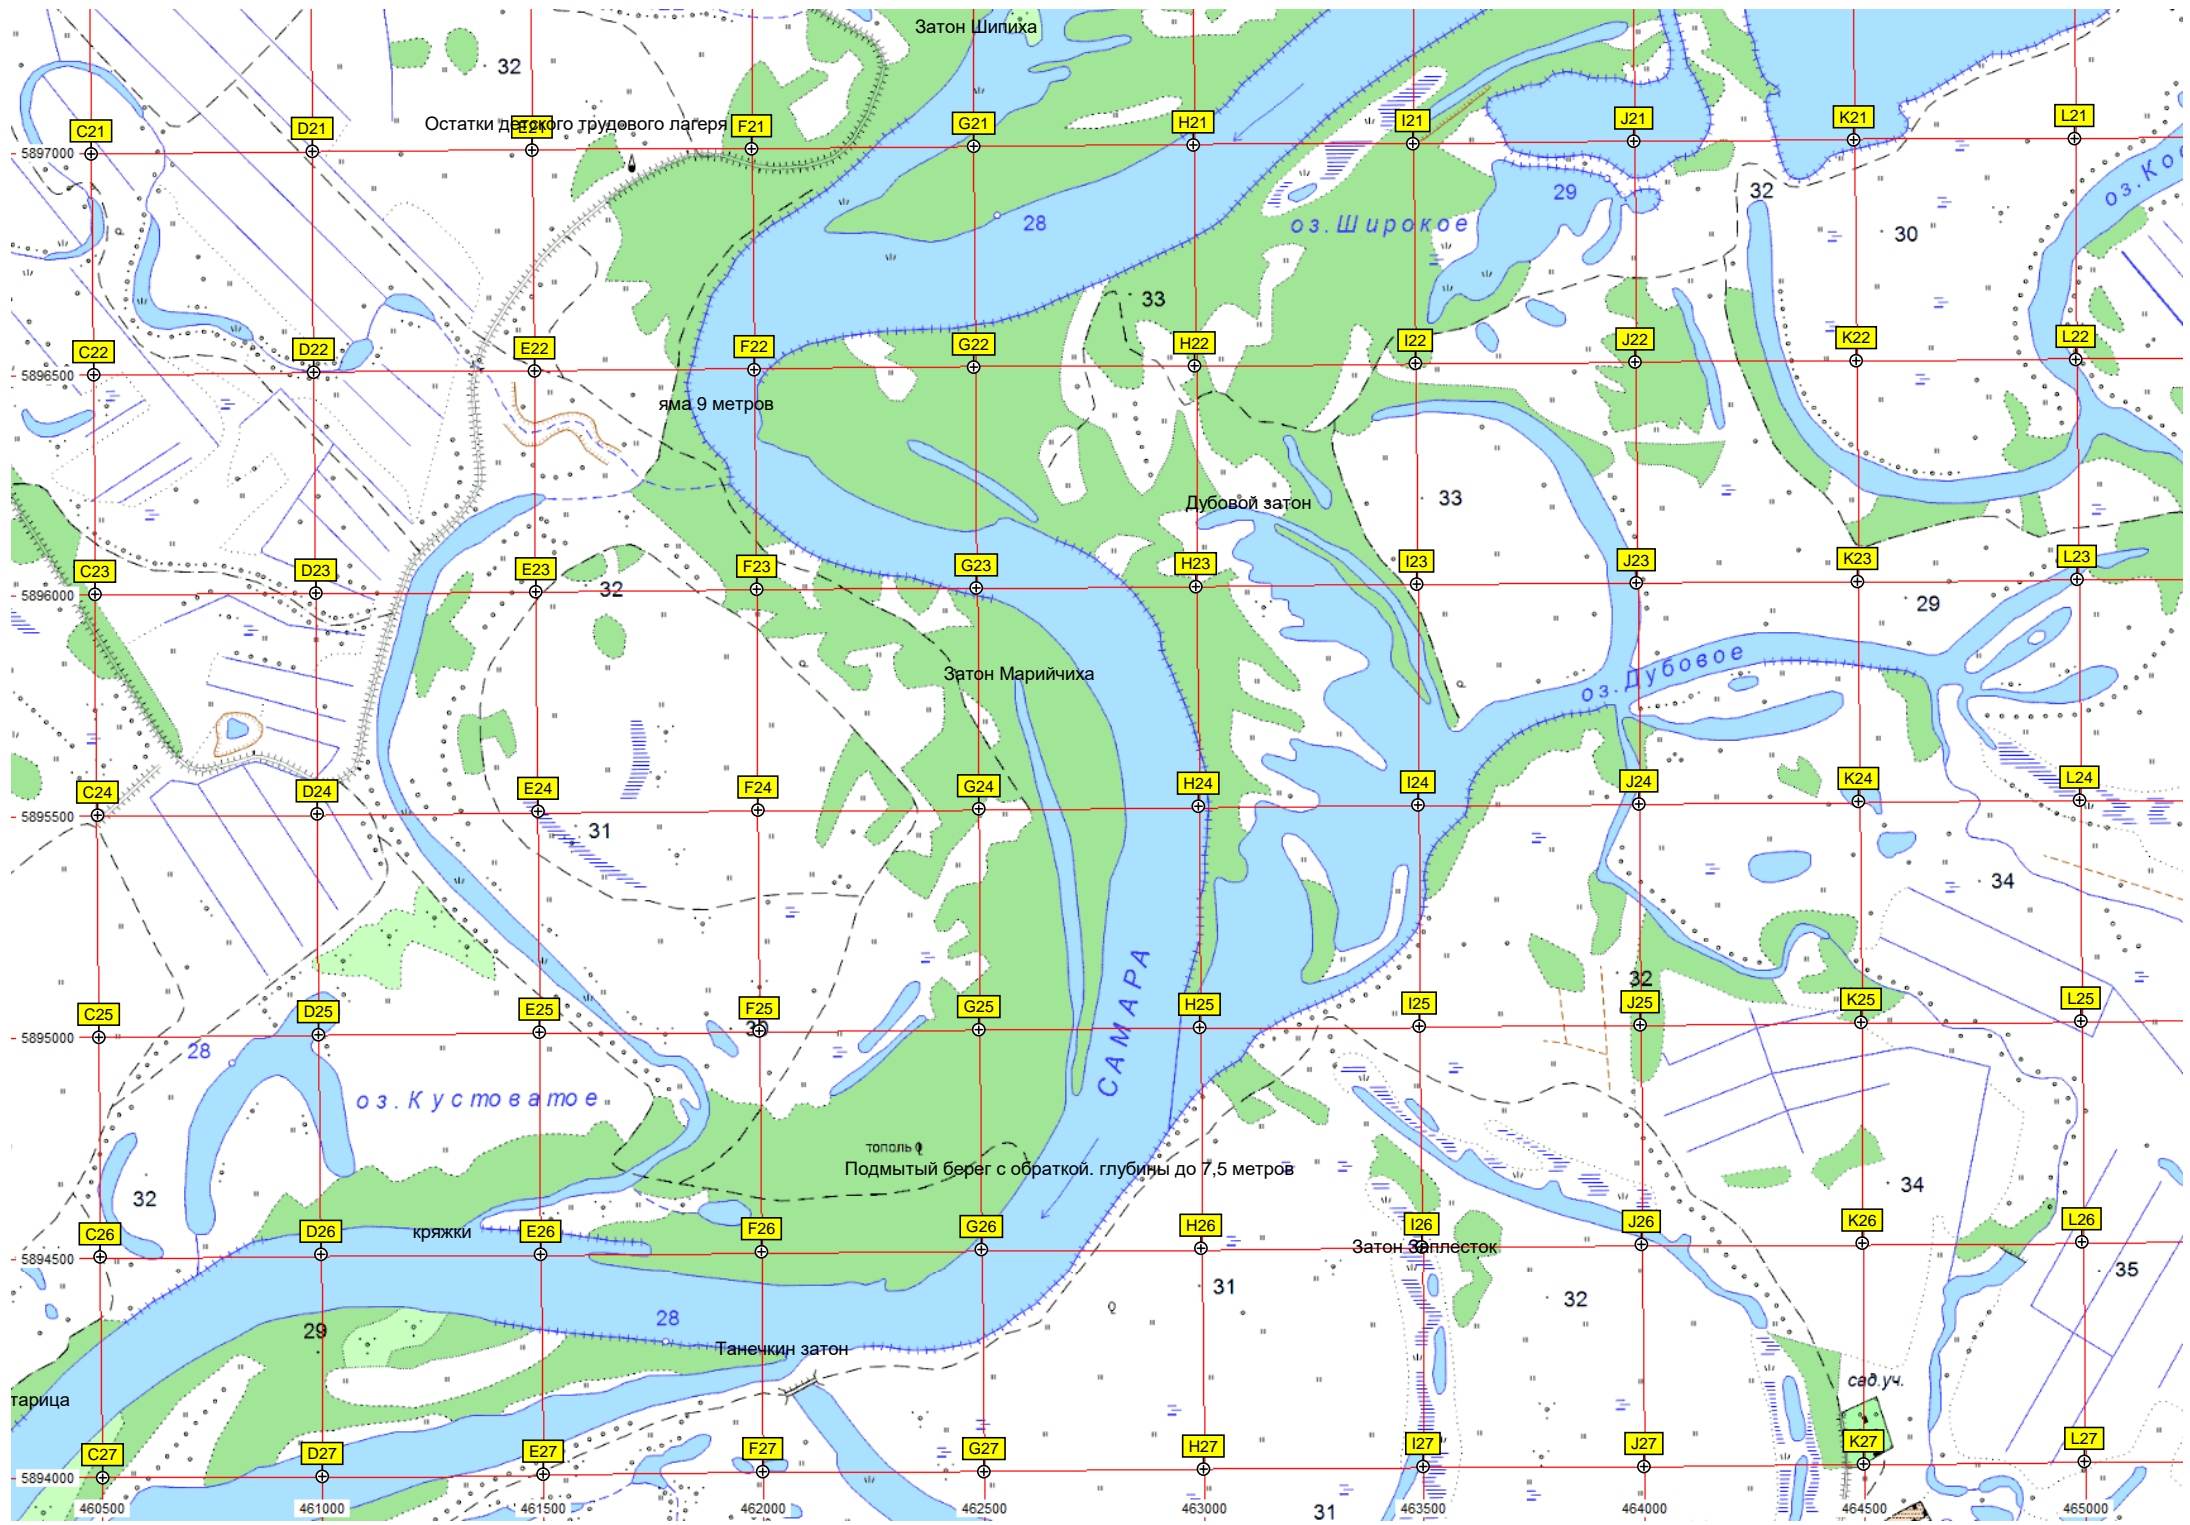 Затон Шипиха
32
Остатки детского трудового лагеря
C21
D21
E21
F21
G21
H21
I21
J21
K21
L21
5897000
28
оз.Широкое
29
32
30
33
C22
D22
E22
F22
G22
H22
I22
J22
K22
L22
5896500
яма 9 метров
Дубовой затон
33
C23
D23
E23
F23
G23
H23
I23
J23
K23
L23
5896000
32
29
Затон Марийчиха
оз.Дубовое
C24
D24
E24
F24
G24
H24
I24
J24
K24
L24
5895500
31
34
САМАРА
32
C25
D25
E25
F25
G25
H25
I25
J25
K25
L25
5895000
28
оз.Кустоватое
тополь
Подмытый берег с обраткой. глубины до 7,5 метров
32
34
C26
D26
E26
F26
G26
H26
I26
J26
K26
L26
кряжки
Затон Заплесток
5894500
31
32
35
28
29
Танечкин затон
сад.уч.
тарица
C27
D27
E27
F27
G27
H27
I27
J27
K27
L27
5894000
460500
461000
461500
462000
462500
463000
463500
464000
464500
465000
31